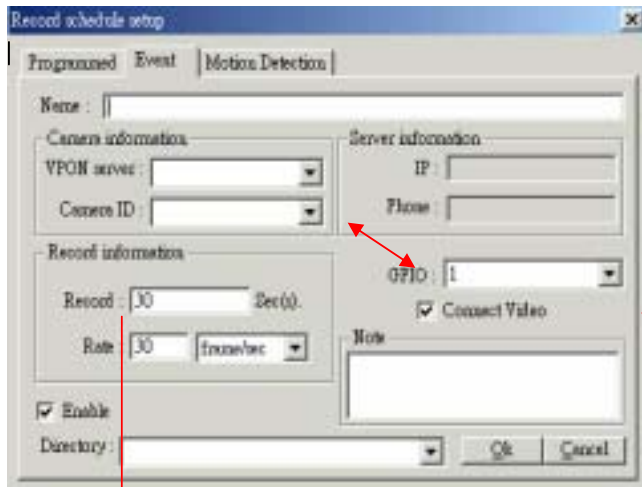 Record schedule setup
Programmed Event Motion Detection
Name :
Camera information
VPON server :
Camera ID :
Server information
IP :
Phone :
Record information
Record : 30 Sec(s).
Rate : 30 frame/sec
GPIO : 1
Connect Video
Note
Enable
Directory :
Ok Cancel